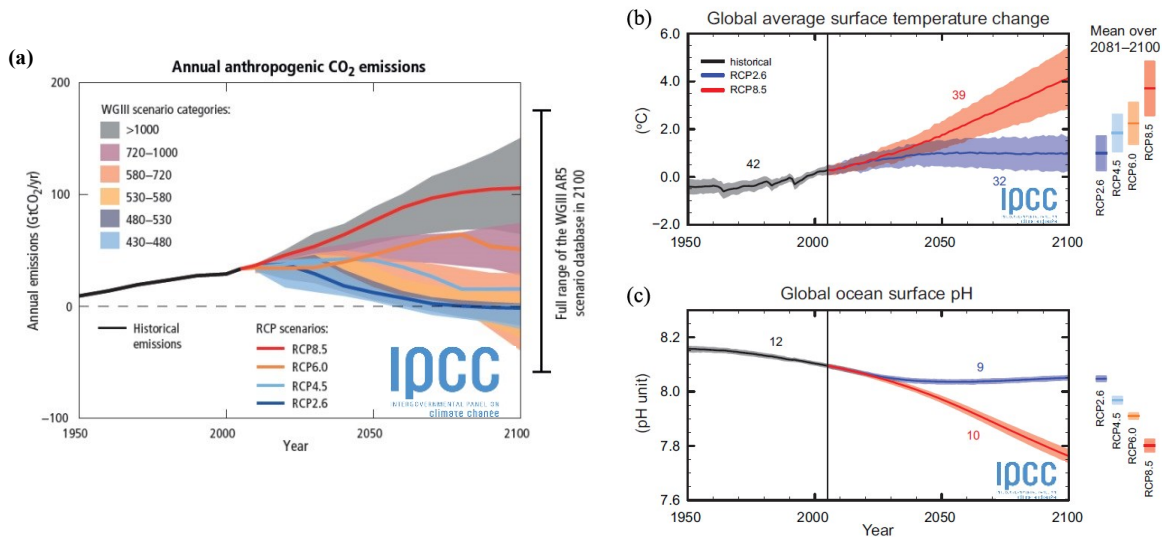 (a)
Annual anthropogenic CO2 emissions
200
100
0
−100
Annual emissions (GtCO2/yr)
WGIII scenario categories:
>1000
720–1000
580–720
530–580
480–530
430–480
Historical
emissions
RCP scenarios:
RCP8.5
RCP6.0
RCP4.5
RCP2.6
ipcc
INTERGOVERNMENTAL PANEL ON
climate change
1950
2000
2050
2100
Year
Full range of the WGIII AR5
scenario database in 2100
(b)
Global average surface temperature change
6.0
4.0
2.0
0.0
−2.0
(°C)
historical
RCP2.6
RCP8.5
42
39
32
ipcc
1950
2000
2050
2100
Mean over
2081–2100
RCP2.6
RCP4.5
RCP6.0
RCP8.5
(c)
Global ocean surface pH
8.2
8.0
7.8
7.6
(pH unit)
12
9
10
ipcc
1950
2000
2050
2100
Year
RCP2.6
RCP4.5
RCP6.0
RCP8.5